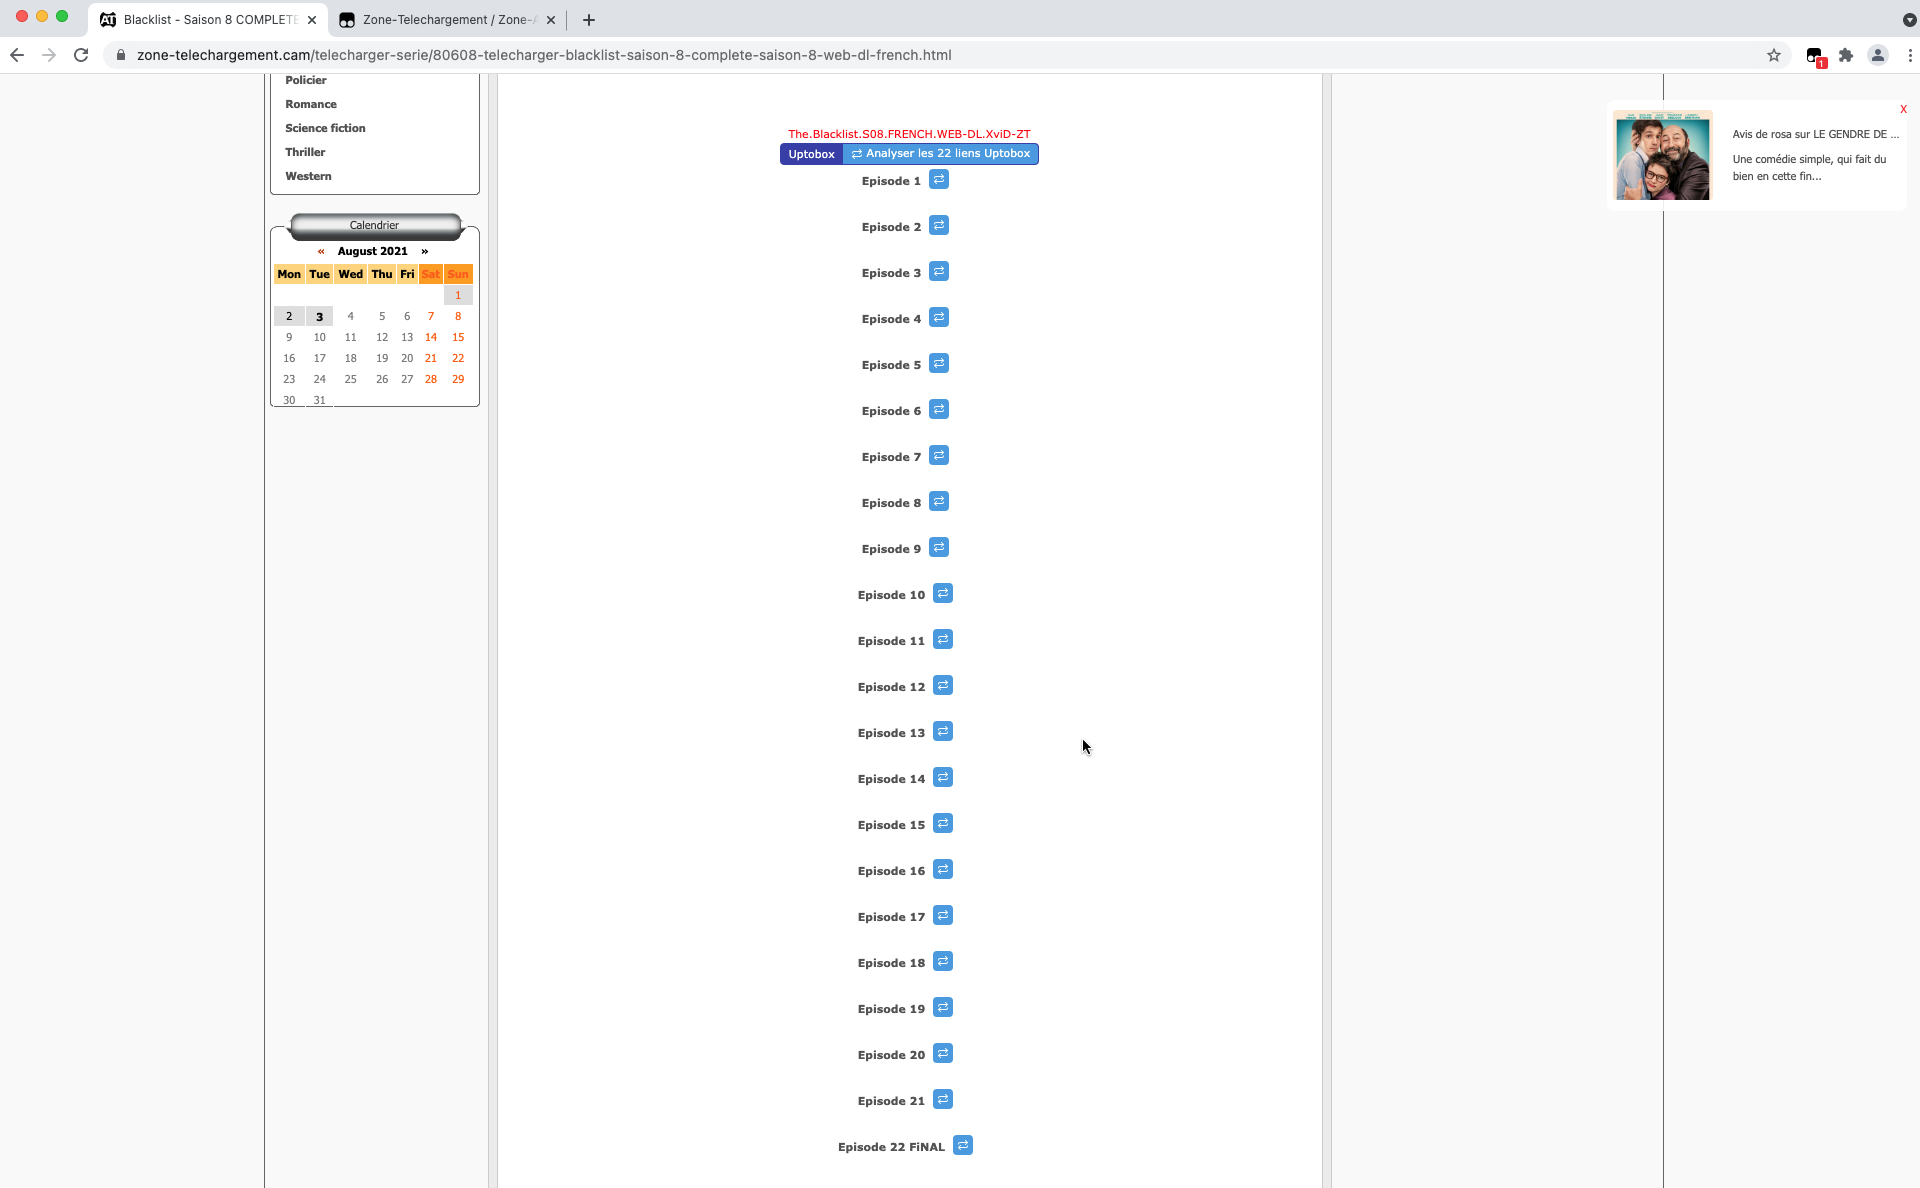 Blacklist - Saison 8 COMPLETE
Zone-Telechargement / Zone-A
zone-telechargement.cam/telecharger-serie/80608-telecharger-blacklist-saison-8-complete-saison-8-web-dl-french.html
1
Policier
Romance
Science fiction
Thriller
Western
Calendrier
« August 2021 »
Mon Tue Wed Thu Fri Sat Sun
1
2 3 4 5 6 7 8
9 10 11 12 13 14 15
16 17 18 19 20 21 22
23 24 25 26 27 28 29
30 31
The.Blacklist.S08.FRENCH.WEB-DL.XviD-ZT
Uptobox Analyser les 22 liens Uptobox
Episode 1
Episode 2
Episode 3
Episode 4
Episode 5
Episode 6
Episode 7
Episode 8
Episode 9
Episode 10
Episode 11
Episode 12
Episode 13
Episode 14
Episode 15
Episode 16
Episode 17
Episode 18
Episode 19
Episode 20
Episode 21
Episode 22 FiNAL
X
Avis de rosa sur LE GENDRE DE ...
Une comédie simple, qui fait du
bien en cette fin...